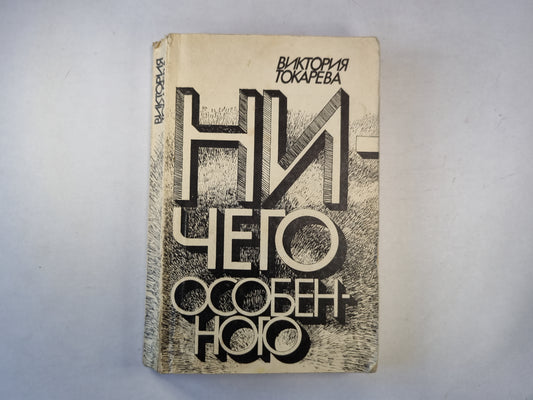 ВИКТОРИЯ
ТОКАРЕВА
НИ-
ЧЕГО
ОСОБЕН-
НОГО
ВИКТОРИЯ